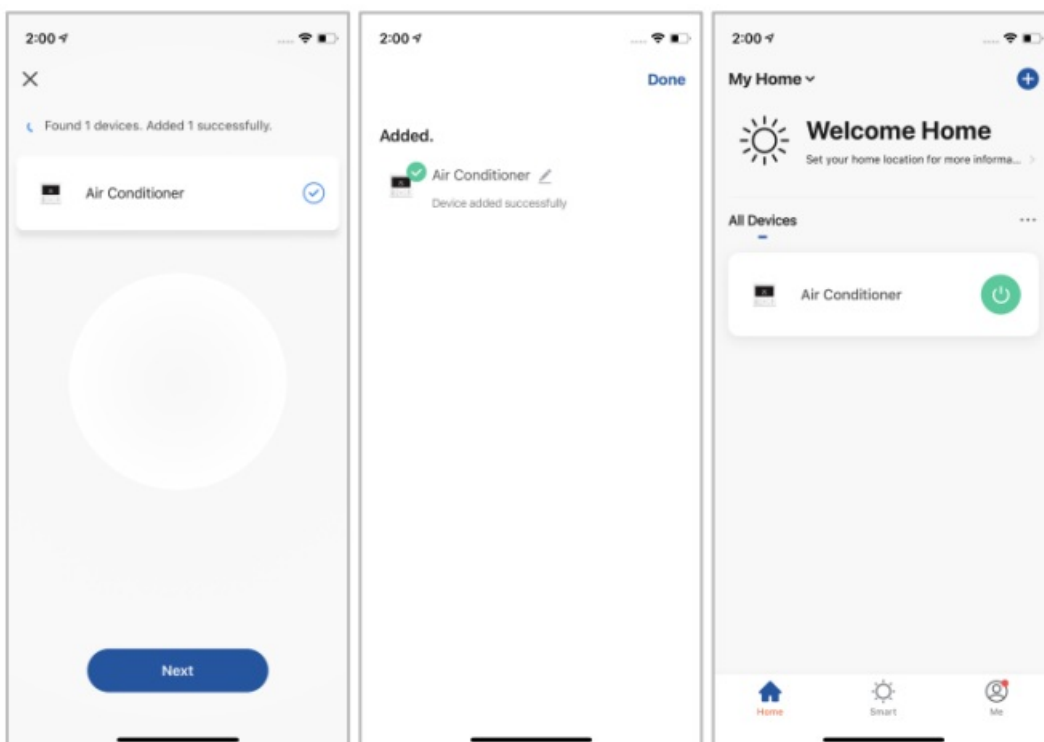 2:00
Found 1 devices. Added 1 successfully.
Air Conditioner
Next
2:00
Done
Added.
Air Conditioner
Device added successfully
2:00
My Home
Welcome Home
Set your home location for more informa...
All Devices
Air Conditioner
Home
Smart
Me